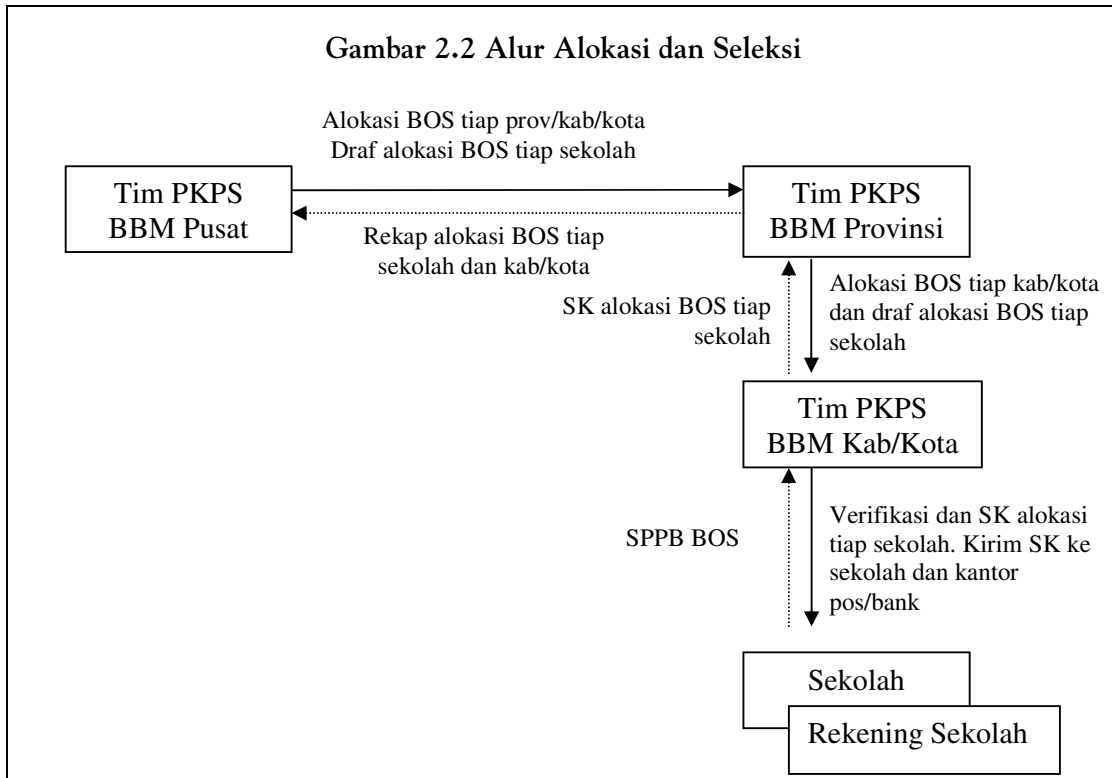 Gambar 2.2 Alur Alokasi dan Seleksi
Alokasi BOS tiap prov/kab/kota
Draf alokasi BOS tiap sekolah
Tim PKPS
BBM Pusat
Tim PKPS
BBM Provinsi
Rekap alokasi BOS tiap
sekolah dan kab/kota
SK alokasi BOS tiap
sekolah
Alokasi BOS tiap kab/kota
dan draf alokasi BOS tiap
sekolah
Tim PKPS
BBM Kab/Kota
SPPB BOS
Verifikasi dan SK alokasi
tiap sekolah. Kirim SK ke
sekolah dan kantor
pos/bank
Sekolah
Rekening Sekolah